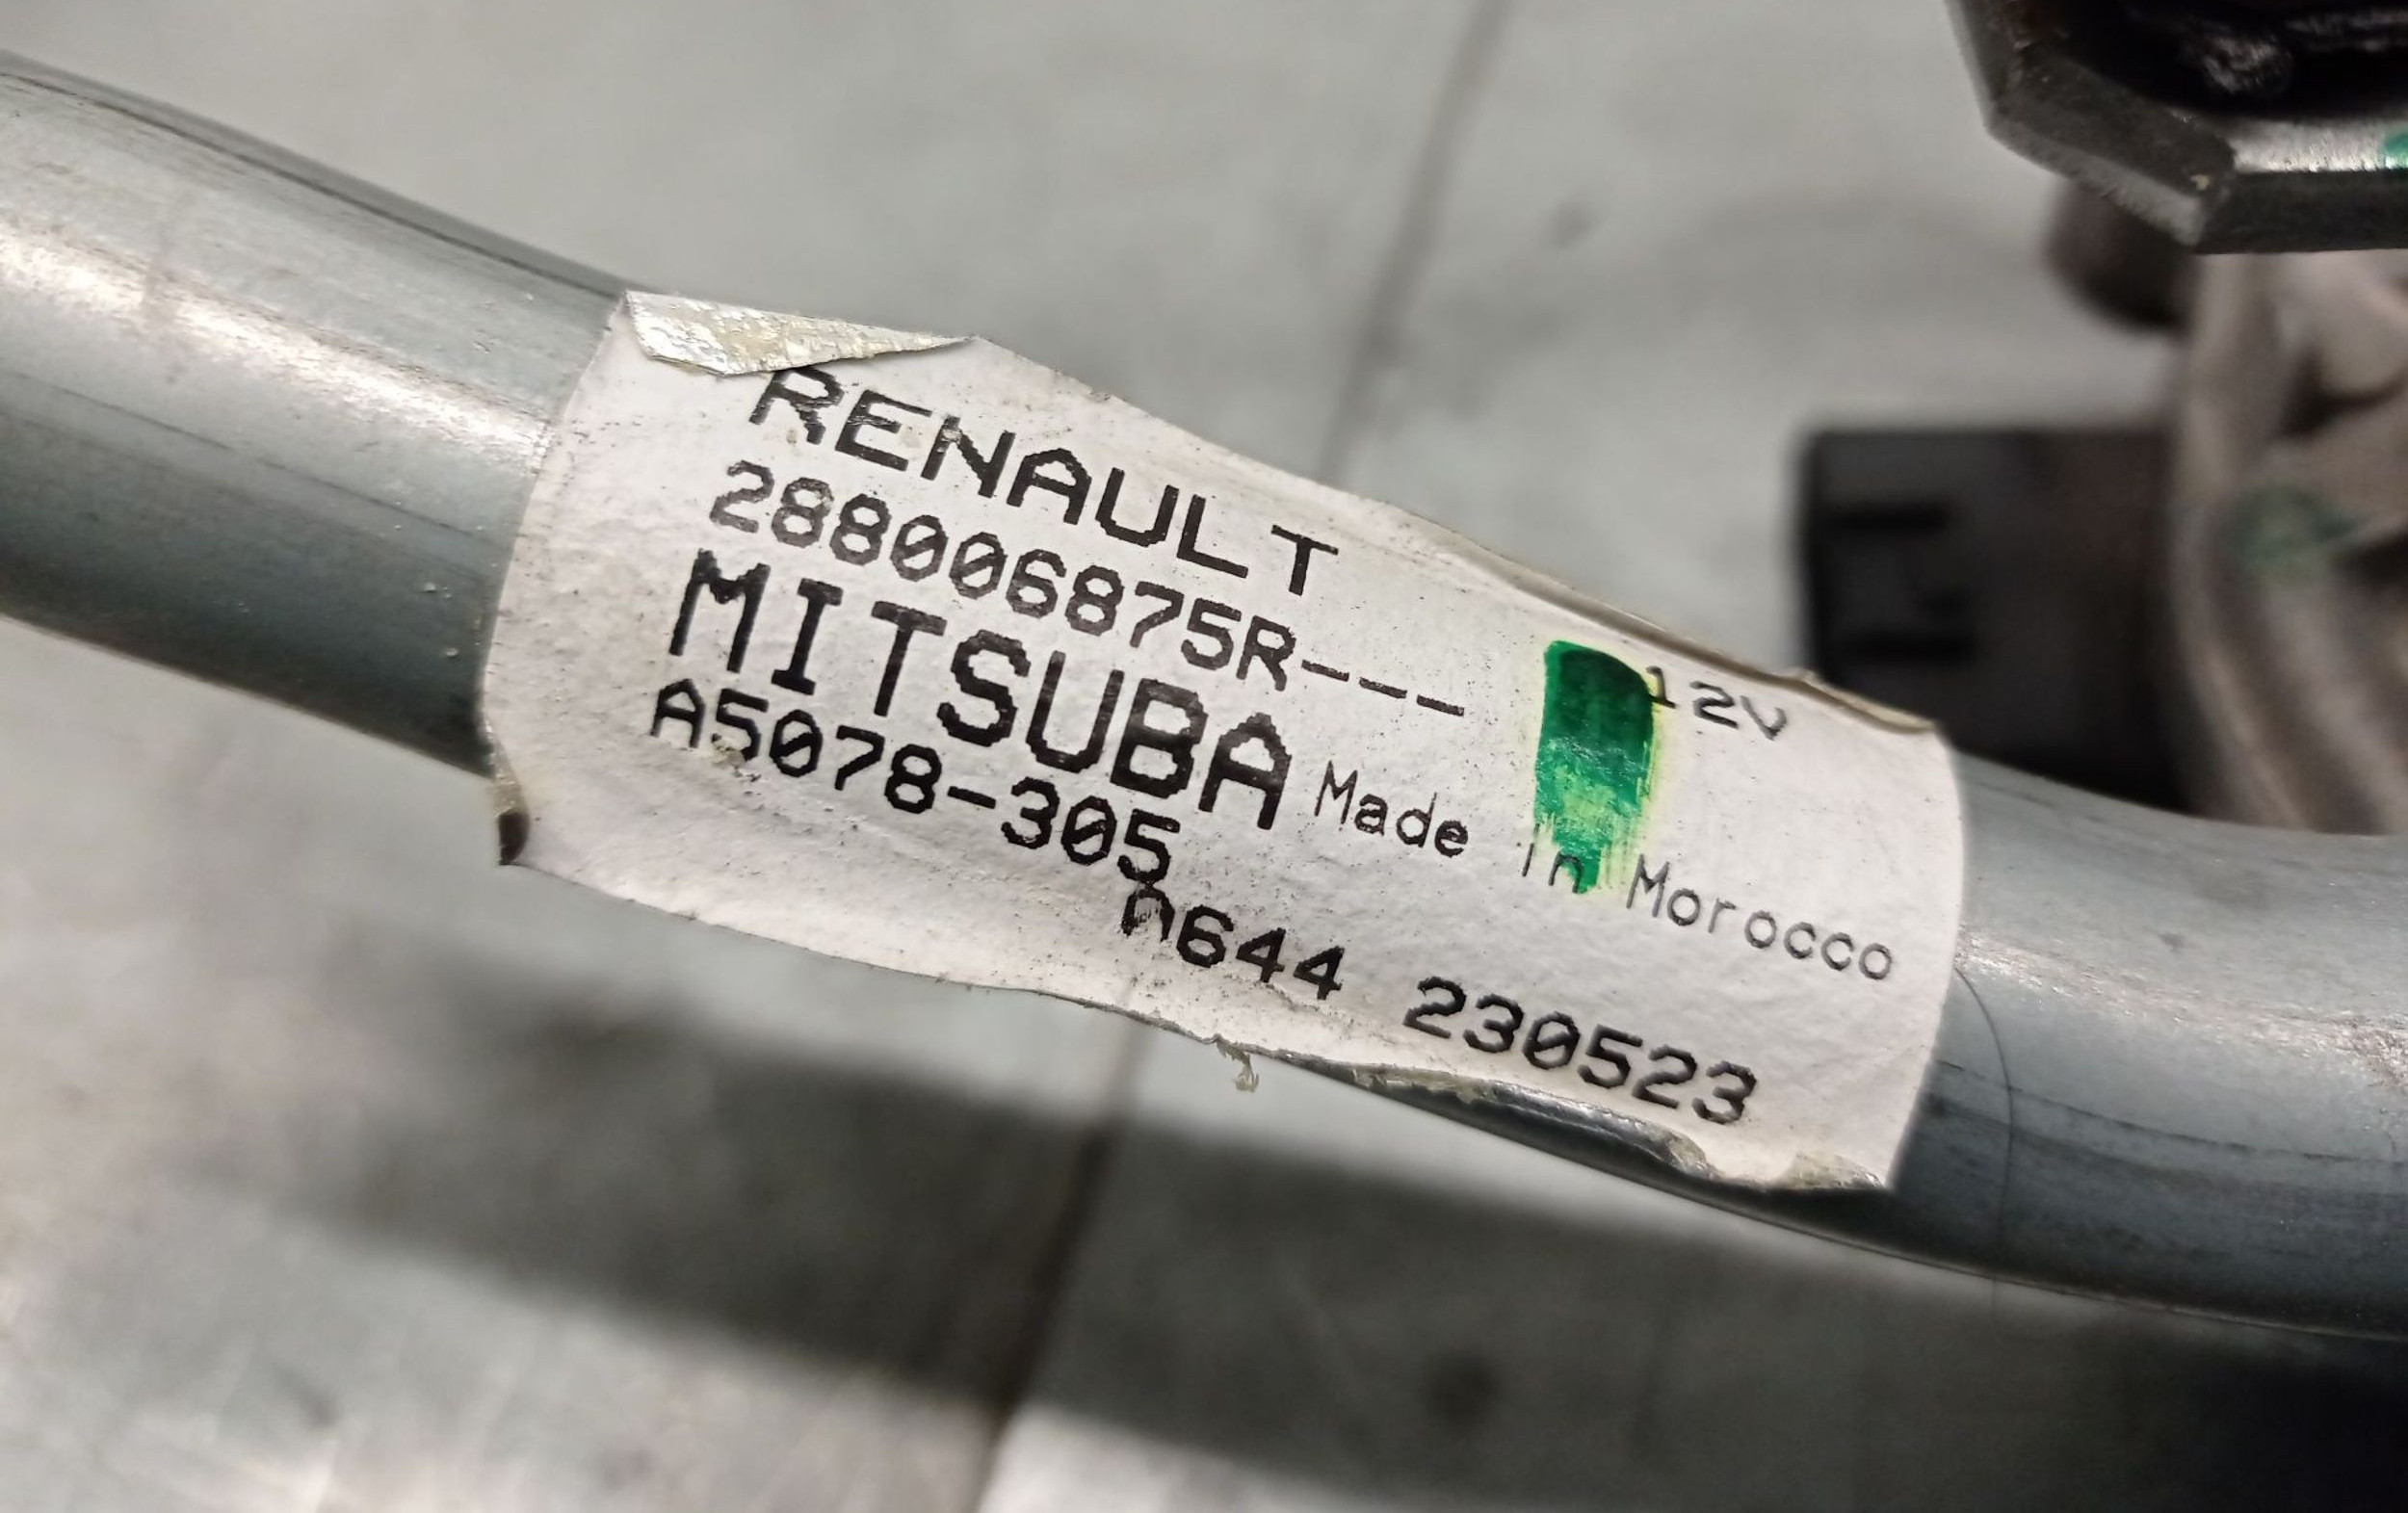 RENAULT
288006875R--- 12V
MITSUBA Made in Morocco
A5078-305
0644 230523